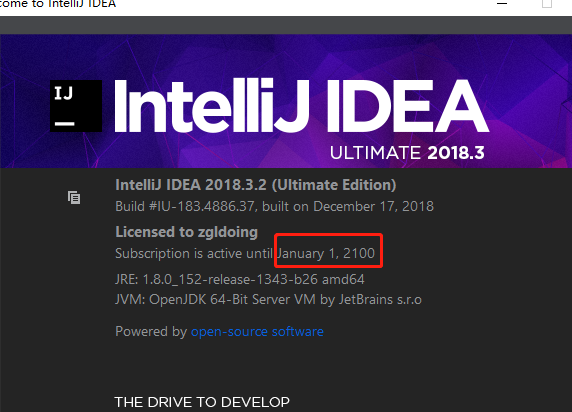 come to IntelliJ IDEA
IJ
IntelliJ IDEA
ULTIMATE 2018.3
IntelliJ IDEA 2018.3.2 (Ultimate Edition)
Build #IU-183.4886.37, built on December 17, 2018
Licensed to zgldoing
Subscription is active until January 1, 2100
JRE: 1.8.0_152-release-1343-b26 amd64
JVM: OpenJDK 64-Bit Server VM by JetBrains s.r.o
Powered by open-source software
THE DRIVE TO DEVELOP